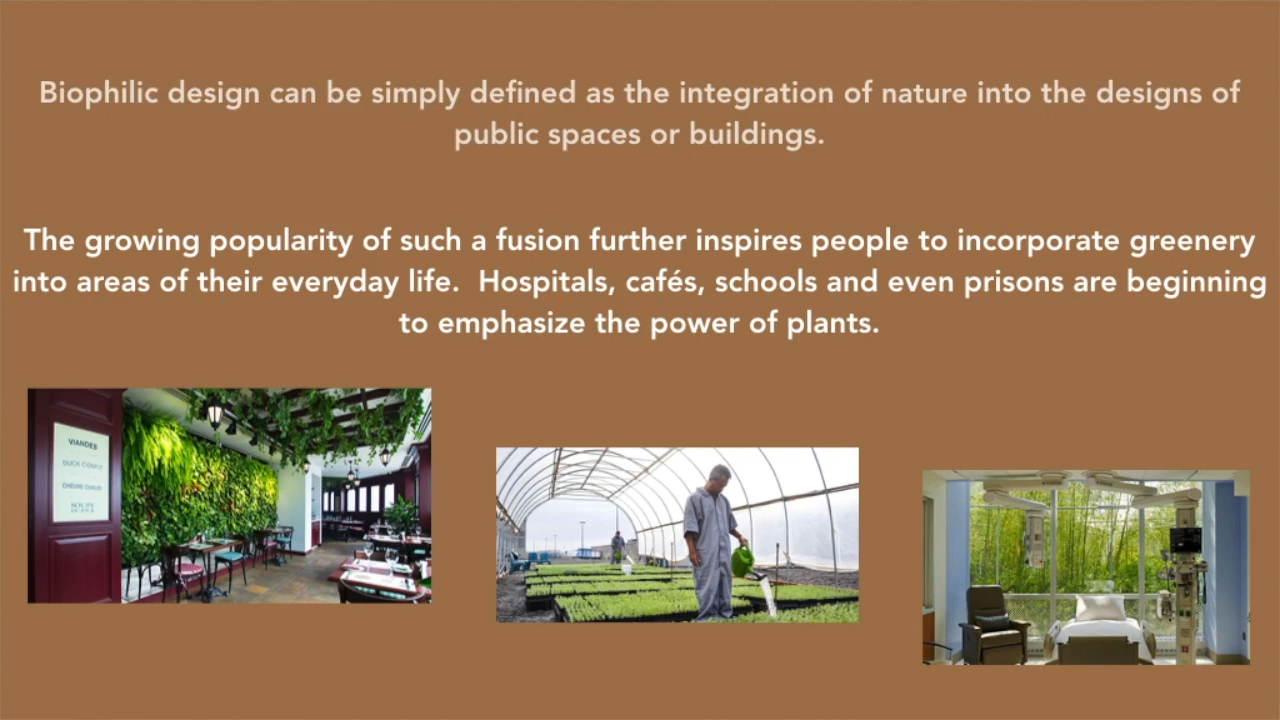 Biophilic design can be simply defined as the integration of nature into the designs of
public spaces or buildings.
The growing popularity of such a fusion further inspires people to incorporate greenery
into areas of their everyday life.  Hospitals, cafés, schools and even prisons are beginning
to emphasize the power of plants.
VIANDES
DUCK CONFIT
CHÈVRE CHAUD